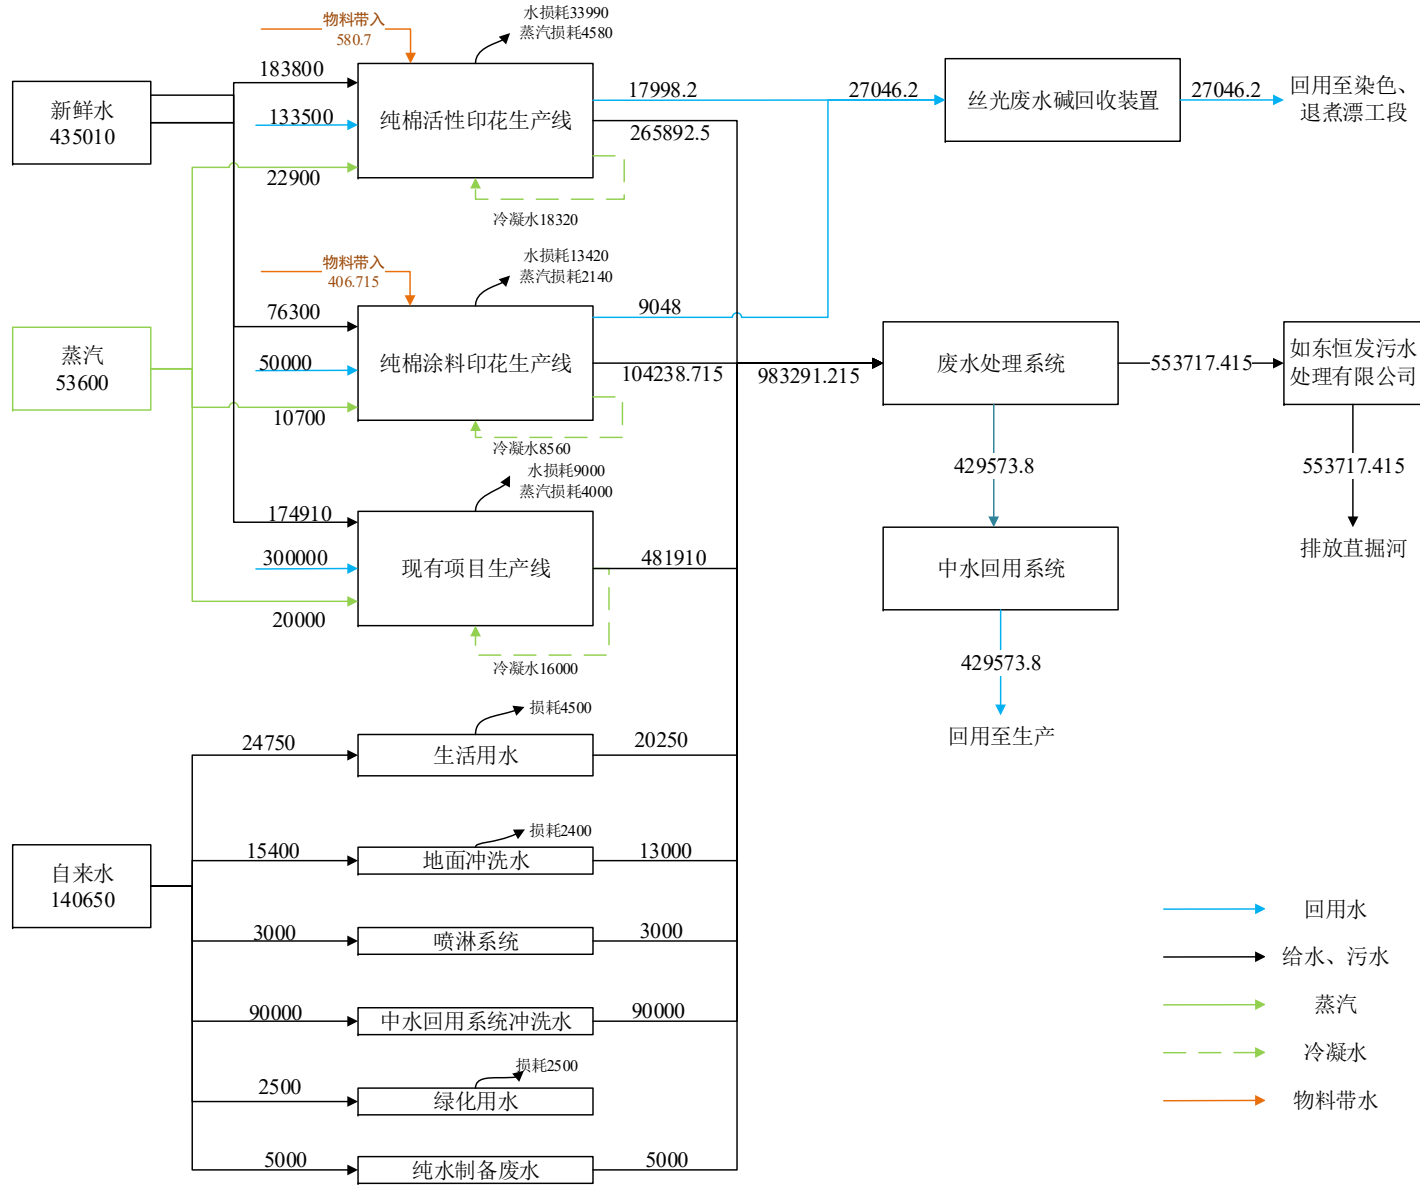 物料带入
580.7
水损耗33990
蒸汽损耗4580
新鲜水
435010
183800
133500
22900
纯棉活性印花生产线
17998.2
265892.5
冷凝水18320
27046.2
丝光废水碱回收装置
27046.2
回用至染色、
退煮漂工段
物料带入
406.715
水损耗13420
蒸汽损耗2140
蒸汽
53600
76300
50000
10700
纯棉涂料印花生产线
9048
104238.715
冷凝水8560
983291.215
废水处理系统
553717.415
如东恒发污水
处理有限公司
水损耗9000
蒸汽损耗4000
174910
300000
20000
现有项目生产线
481910
冷凝水16000
429573.8
中水回用系统
429573.8
回用至生产
553717.415
排放苴掘河
自来水
140650
24750
生活用水
损耗4500
20250
15400
地面冲洗水
损耗2400
13000
3000
喷淋系统
3000
90000
中水回用系统冲洗水
90000
2500
绿化用水
损耗2500
5000
纯水制备废水
5000
回用水
给水、污水
蒸汽
冷凝水
物料带水